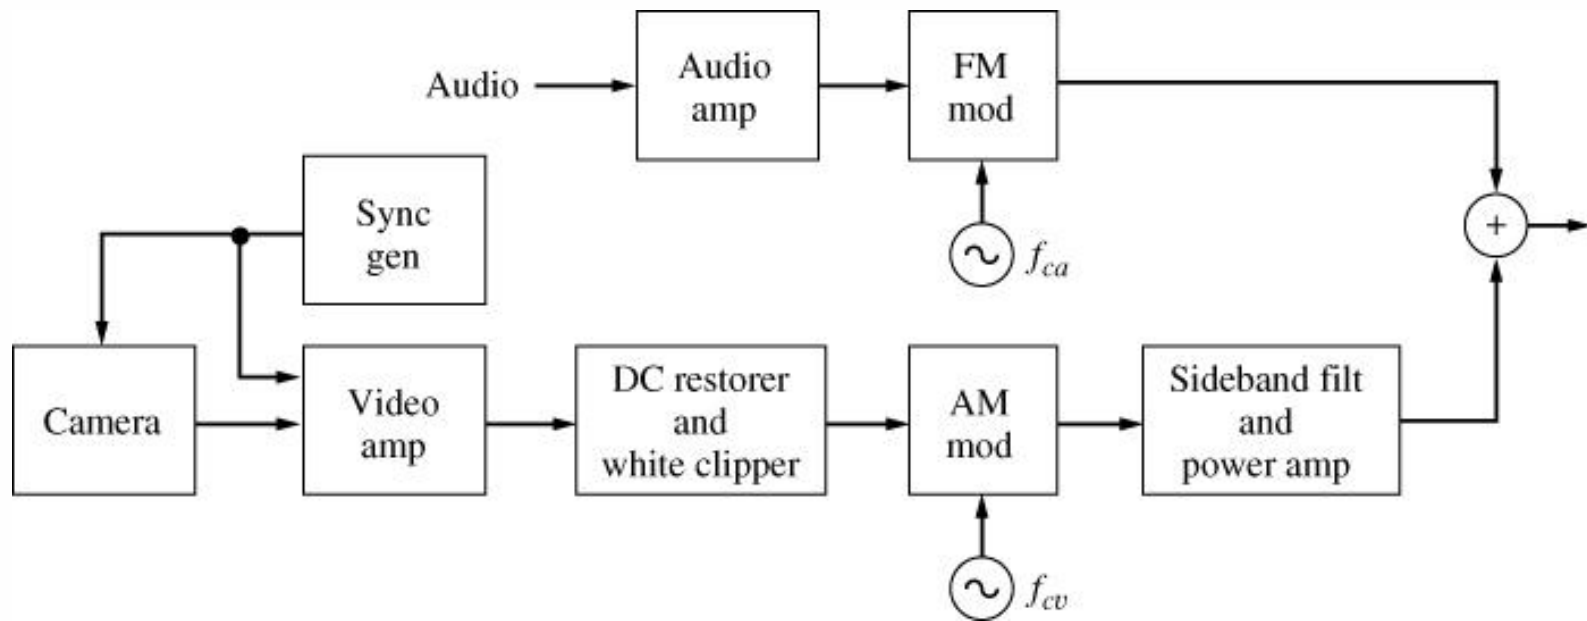 Audio
Audio
amp
FM
mod
Sync
gen
+
f_ca
Camera
Video
amp
DC restorer
and
white clipper
AM
mod
Sideband filt
and
power amp
f_cv